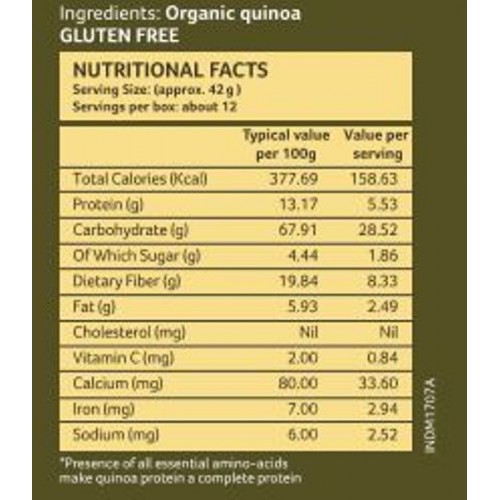 Ingredients: Organic quinoa
GLUTEN FREE
NUTRITIONAL FACTS
Serving Size: (approx. 42 g )
Servings per box: about 12
Typical value per 100g Value per serving
Total Calories (Kcal) 377.69 158.63
Protein (g) 13.17 5.53
Carbohydrate (g) 67.91 28.52
Of Which Sugar (g) 4.44 1.86
Dietary Fiber (g) 19.84 8.33
Fat (g) 5.93 2.49
Cholesterol (mg) Nil Nil
Vitamin C (mg) 2.00 0.84
Calcium (mg) 80.00 33.60
Iron (mg) 7.00 2.94
Sodium (mg) 6.00 2.52
*Presence of all essential amino-acids
make quinoa protein a complete protein
INDM1707A